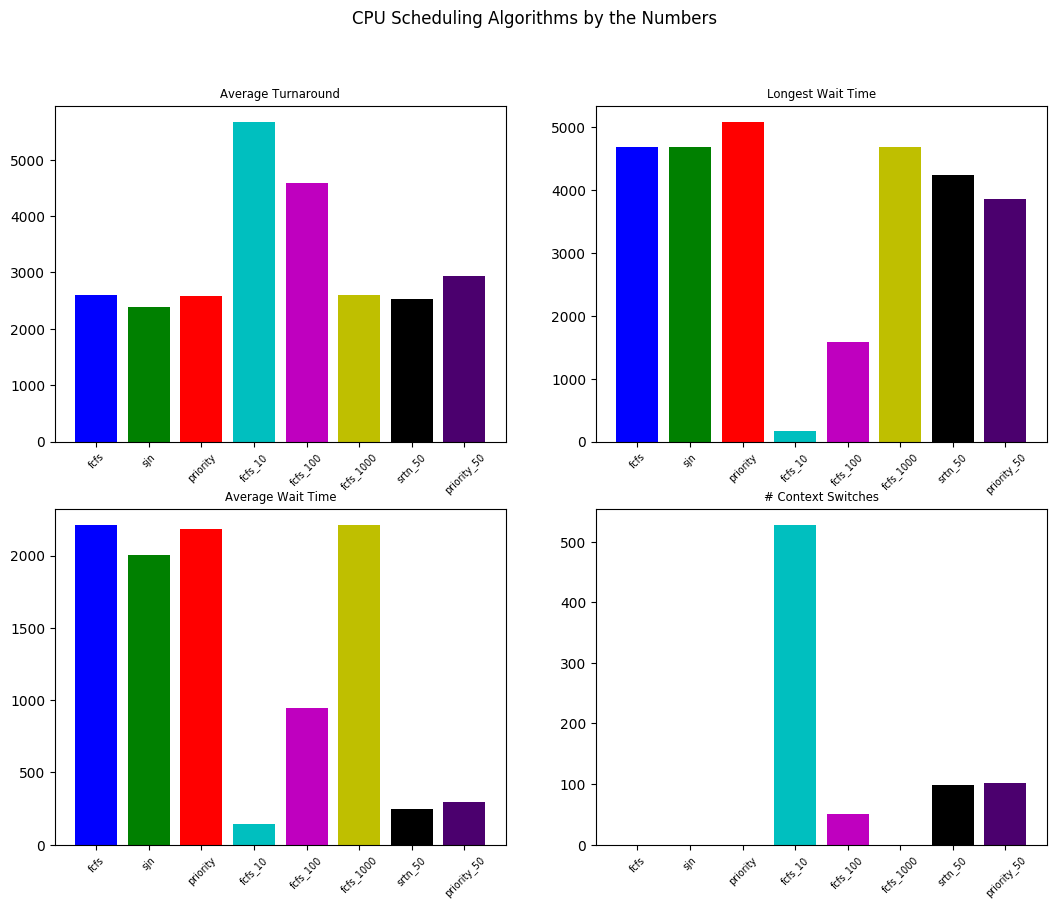 CPU Scheduling Algorithms by the Numbers
Average Turnaround
5000
4000
3000
2000
1000
0
fcfs
sjn
priority
fcfs_10
fcfs_100
fcfs_1000
srtn_50
priority_50
Longest Wait Time
5000
4000
3000
2000
1000
0
fcfs
sjn
priority
fcfs_10
fcfs_100
fcfs_1000
srtn_50
priority_50
Average Wait Time
2000
1500
1000
500
0
fcfs
sjn
priority
fcfs_10
fcfs_100
fcfs_1000
srtn_50
priority_50
# Context Switches
500
400
300
200
100
0
fcfs
sjn
priority
fcfs_10
fcfs_100
fcfs_1000
srtn_50
priority_50